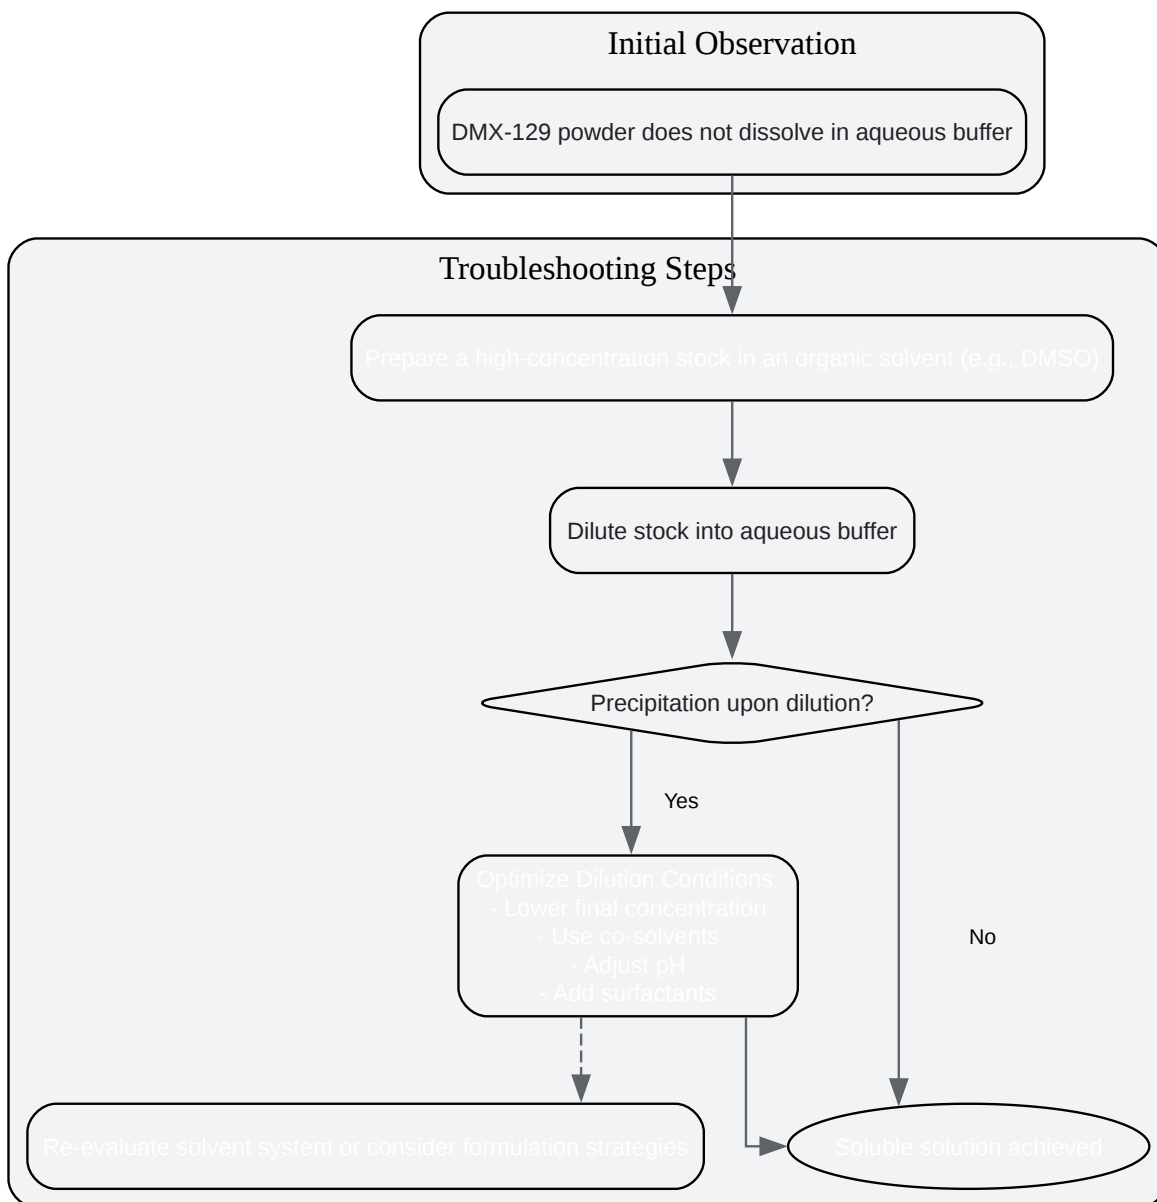 Initial Observation
DMX-129 powder does not dissolve in aqueous buffer
Troubleshooting Steps
Prepare a high-concentration stock in an organic solvent (e.g., DMSO)
Dilute stock into aqueous buffer
Precipitation upon dilution?
Yes
Optimize Dilution Conditions:
- Lower final concentration
- Use co-solvents
- Adjust pH
- Add surfactants
No
Re-evaluate solvent system or consider formulation strategies
Soluble solution achieved